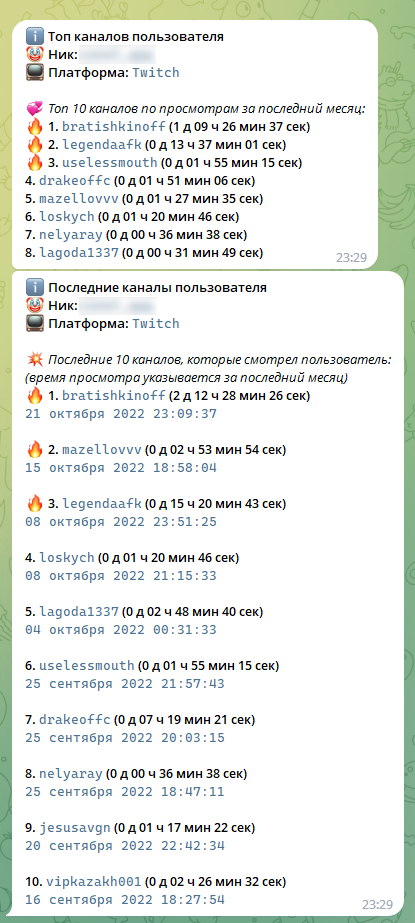 Топ каналов пользователя
Ник:
Платформа: Twitch
Топ 10 каналов по просмотрам за последний месяц:
1. bratishkinoff (1 д 09 ч 26 мин 37 сек)
2. legendaafk (0 д 13 ч 37 мин 01 сек)
3. uselessmouth (0 д 01 ч 55 мин 15 сек)
4. drakeoffc (0 д 01 ч 51 мин 06 сек)
5. mazellovvv (0 д 01 ч 27 мин 35 сек)
6. loskych (0 д 01 ч 20 мин 46 сек)
7. nelyaray (0 д 00 ч 36 мин 38 сек)
8. lagoda1337 (0 д 00 ч 31 мин 49 сек)
23:29
Последние каналы пользователя
Ник:
Платформа: Twitch
Последние 10 каналов, которые смотрел пользователь:
(время просмотра указывается за последний месяц)
1. bratishkinoff (2 д 12 ч 28 мин 26 сек)
21 октября 2022 23:09:37
2. mazellovvv (0 д 02 ч 53 мин 54 сек)
15 октября 2022 18:58:04
3. legendaafk (0 д 15 ч 20 мин 43 сек)
08 октября 2022 23:51:25
4. loskych (0 д 01 ч 20 мин 46 сек)
08 октября 2022 21:15:33
5. lagoda1337 (0 д 02 ч 48 мин 40 сек)
04 октября 2022 00:31:33
6. uselessmouth (0 д 01 ч 55 мин 15 сек)
25 сентября 2022 21:57:43
7. drakeoffc (0 д 07 ч 19 мин 21 сек)
25 сентября 2022 20:03:15
8. nelyaray (0 д 00 ч 36 мин 38 сек)
25 сентября 2022 18:47:11
9. jesusavgn (0 д 01 ч 17 мин 22 сек)
20 сентября 2022 22:42:34
10. vipkazakh001 (0 д 02 ч 26 мин 32 сек)
16 сентября 2022 18:27:54
23:29